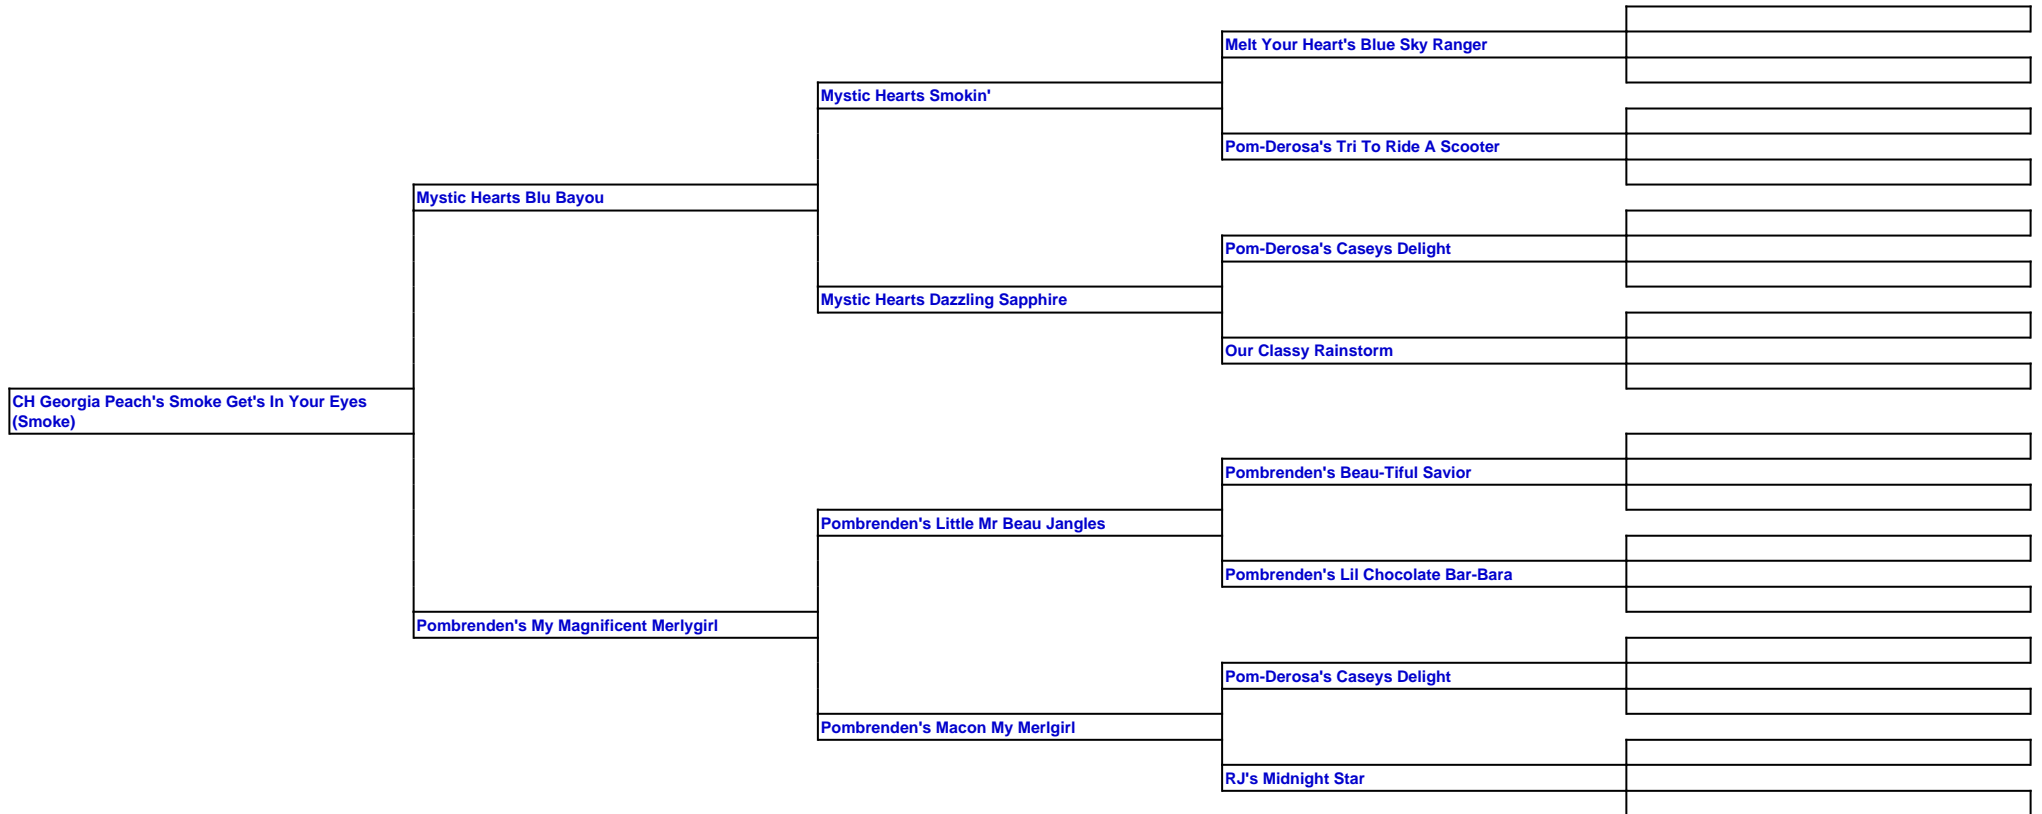 Melt Your Heart's Blue Sky Ranger
Mystic Hearts Smokin'
Pom-Derosa's Tri To Ride A Scooter
Mystic Hearts Blu Bayou
Pom-Derosa's Caseys Delight
Mystic Hearts Dazzling Sapphire
Our Classy Rainstorm
CH Georgia Peach's Smoke Get's In Your Eyes
(Smoke)
Pombrenden's Beau-Tiful Savior
Pombrenden's Little Mr Beau Jangles
Pombrenden's Lil Chocolate Bar-Bara
Pombrenden's My Magnificent Merlygirl
Pom-Derosa's Caseys Delight
Pombrenden's Macon My Merlgirl
RJ's Midnight Star